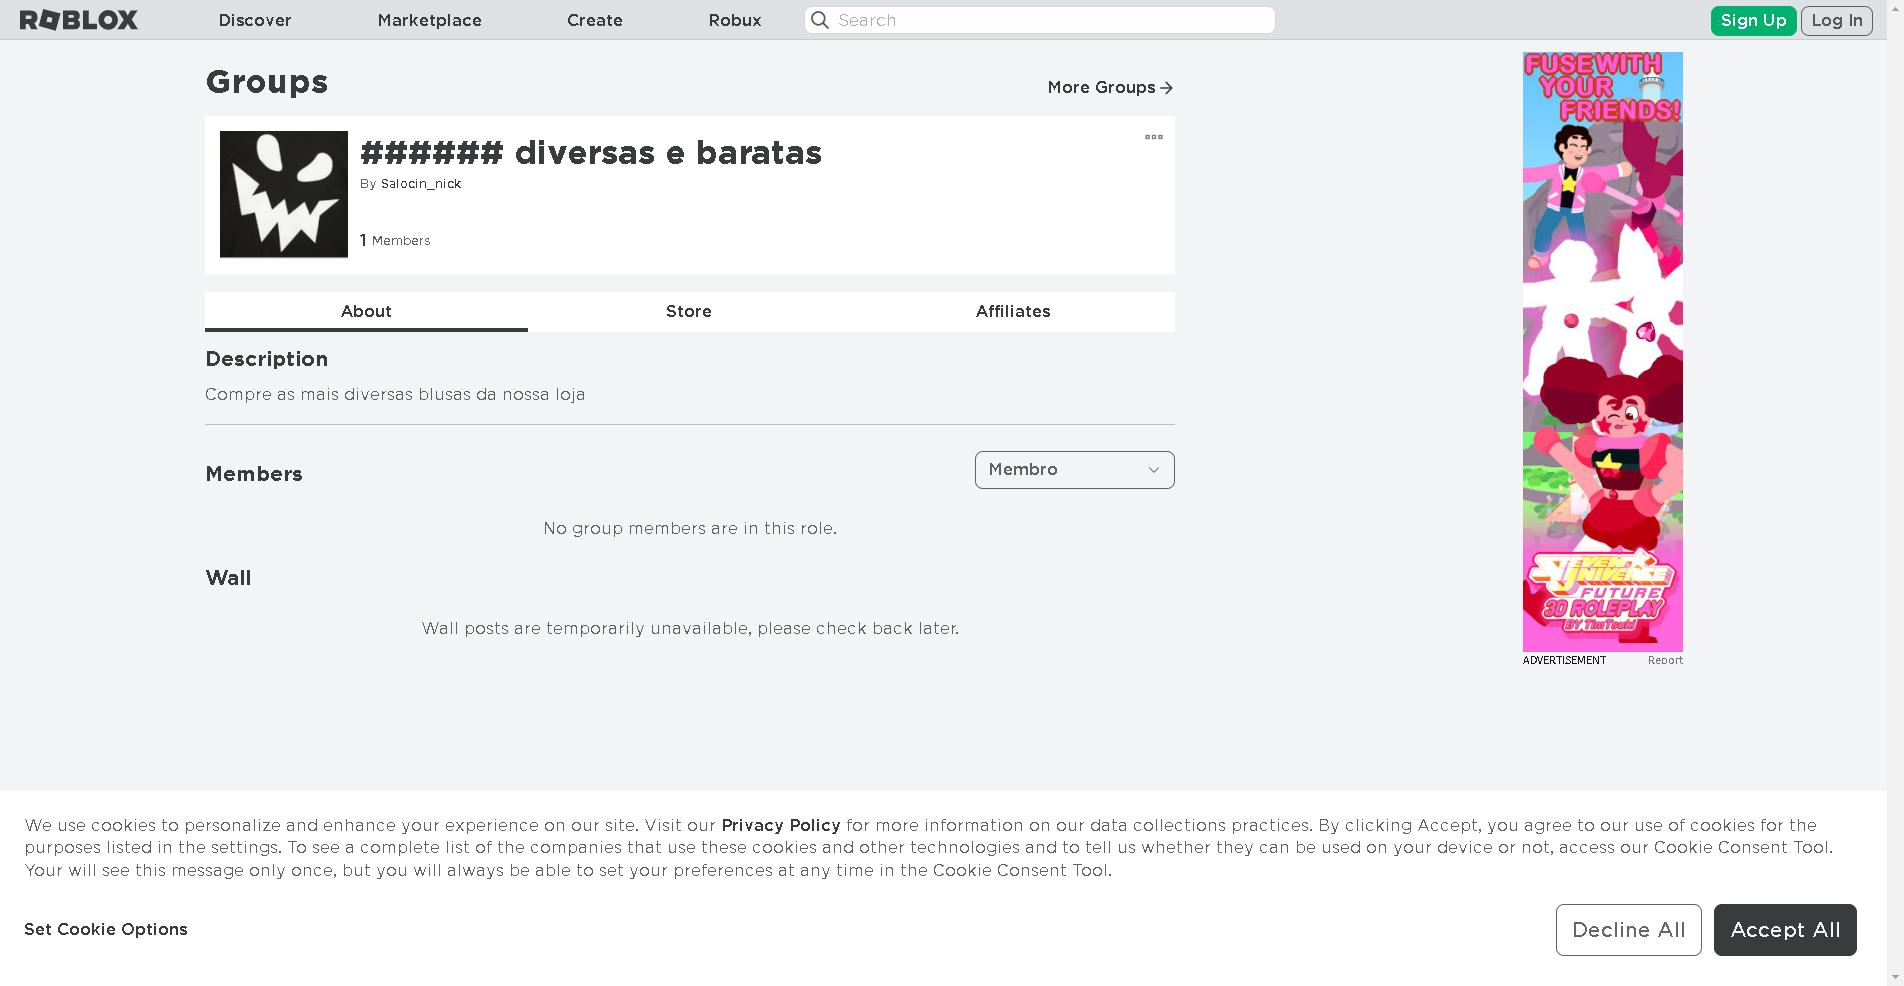 ROBLOX
Discover
Marketplace
Create
Robux
Search
Sign Up
Log In
Groups
More Groups
###### diversas e baratas
By Salocin_nick
1 Members
About
Store
Affiliates
Description
Compre as mais diversas blusas da nossa loja
Members
Membro
No group members are in this role.
Wall
Wall posts are temporarily unavailable, please check back later.
FUSE WITH
YOUR
FRIENDS!
STEVEN
UNIVERSE
FUTURE
3D ROLEPLAY
BY TimTsuki
ADVERTISEMENT
Report
We use cookies to personalize and enhance your experience on our site. Visit our Privacy Policy for more information on our data collections practices. By clicking Accept, you agree to our use of cookies for the
purposes listed in the settings. To see a complete list of the companies that use these cookies and other technologies and to tell us whether they can be used on your device or not, access our Cookie Consent Tool.
Your will see this message only once, but you will always be able to set your preferences at any time in the Cookie Consent Tool.
Set Cookie Options
Decline All
Accept All